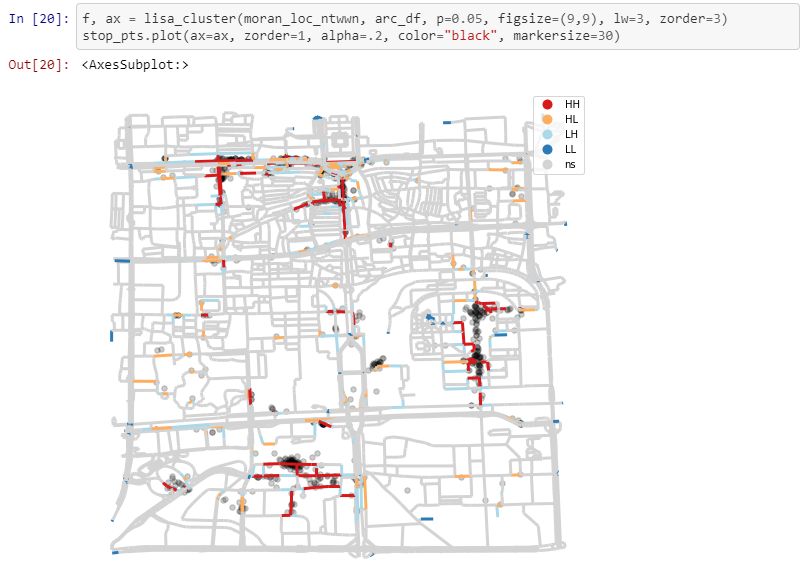 In [20]: f, ax = lisa_cluster(moran_loc_ntwwn, arc_df, p=0.05, figsize=(9,9), lw=3, zorder=3)
stop_pts.plot(ax=ax, zorder=1, alpha=.2, color="black", markersize=30)
Out[20]: <AxesSubplot:>
HH
HL
LH
LL
ns